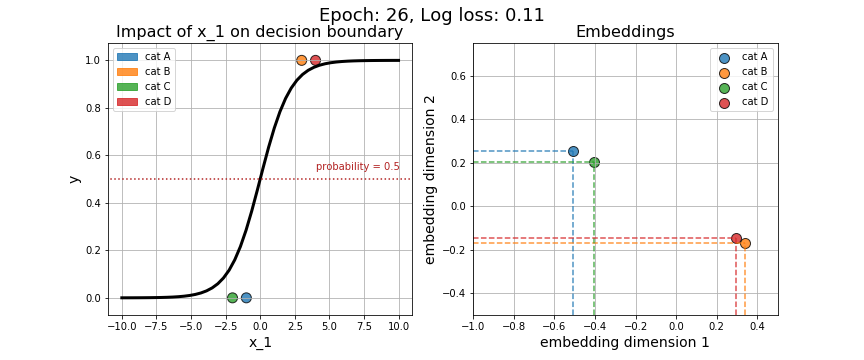 Epoch: 26, Log loss: 0.11
Impact of x_1 on decision boundary
cat A
cat B
cat C
cat D
probability = 0.5
y
1.0
0.8
0.6
0.4
0.2
0.0
−10.0 −7.5 −5.0 −2.5 0.0 2.5 5.0 7.5 10.0
x_1
Embeddings
cat A
cat B
cat C
cat D
embedding dimension 2
0.6
0.4
0.2
0.0
−0.2
−0.4
−1.0 −0.8 −0.6 −0.4 −0.2 0.0 0.2 0.4
embedding dimension 1